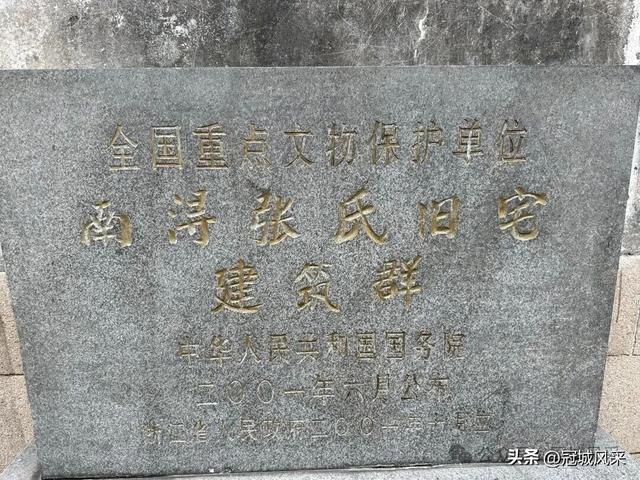 全国重点文物保护单位
南浔张氏旧宅
建筑群
中华人民共和国国务院
二〇〇一年六月公布
浙江省人民政府二〇〇一年十月立
头条 @冠城风来